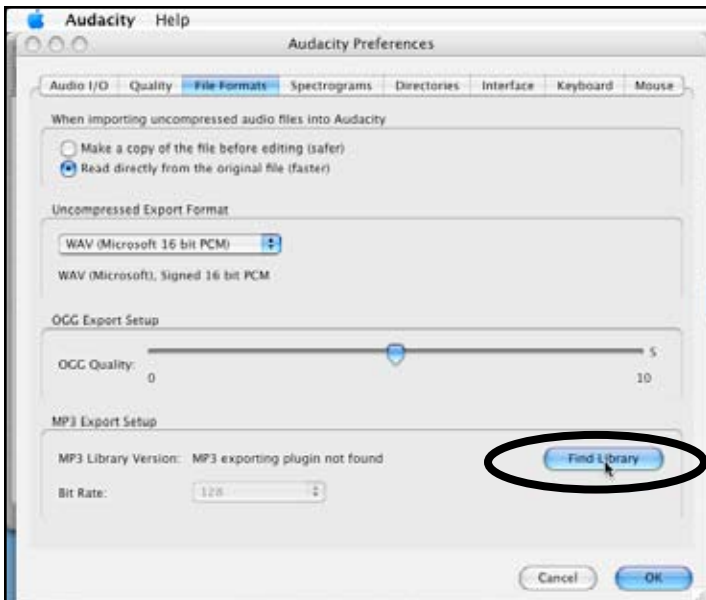 Audacity Help
Audacity Preferences
Audio I/O Quality File Formats Spectrograms Directories Interface Keyboard Mouse
When importing uncompressed audio files into Audacity
Make a copy of the file before editing (safer)
Read directly from the original file (faster)
Uncompressed Export Format
WAV (Microsoft 16 bit PCM)
WAV (Microsoft), Signed 16 bit PCM
OGG Export Setup
OGG Quality: 5
0 10
MP3 Export Setup
MP3 Library Version: MP3 exporting plugin not found Find Library
Bit Rate: 128
Cancel OK